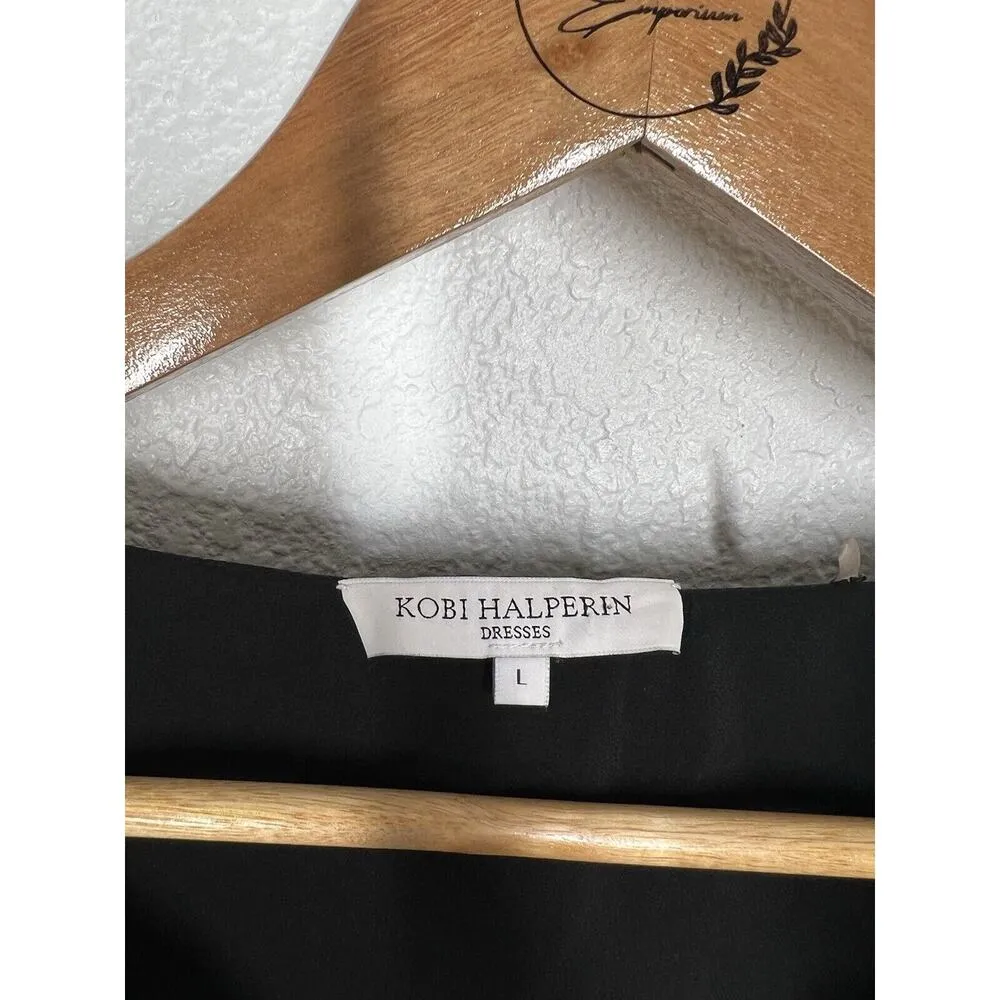 Emporium
KOBI HALPERIN
DRESSES
L